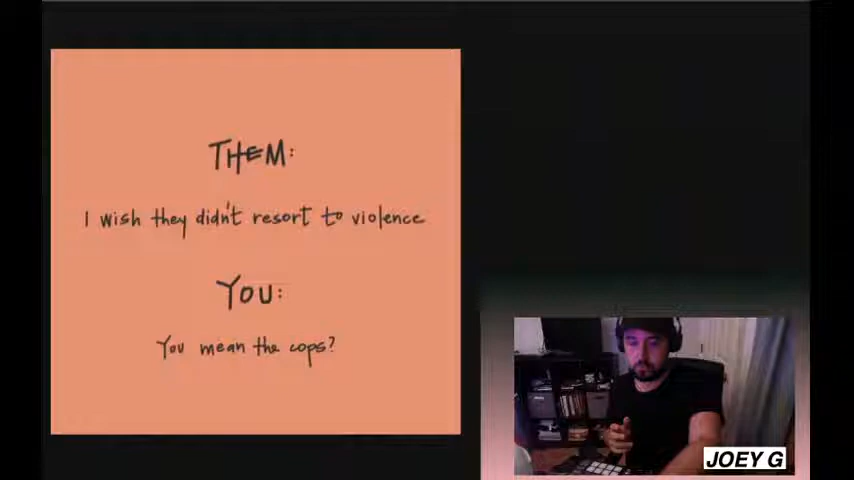 THEM:
I wish they didn't resort to violence
YOU:
You mean the cops?
JOEY G